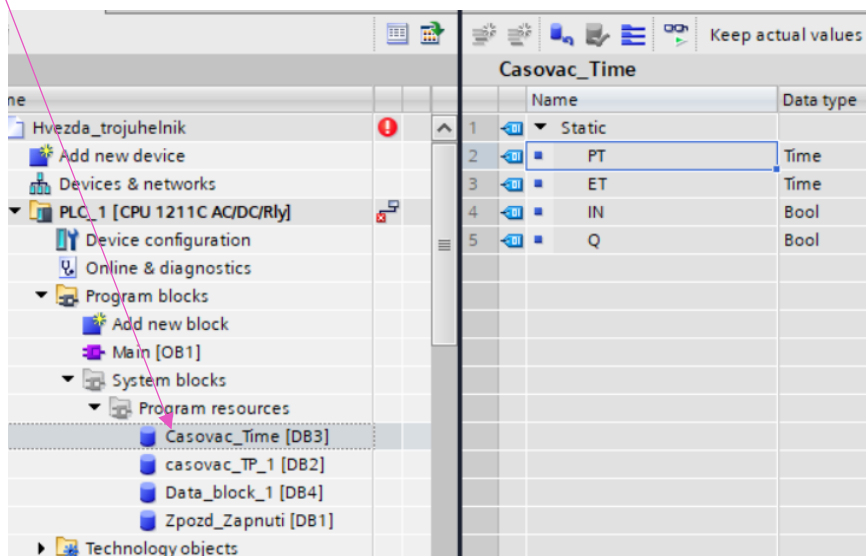 Keep actual values
Casovac_Time
Name Data type
Hvezda_trojuhelnik
Add new device
Devices & networks
PLC_1 [CPU 1211C AC/DC/Rly]
Device configuration
Online & diagnostics
Program blocks
Add new block
Main [OB1]
System blocks
Program resources
Casovac_Time [DB3]
casovac_TP_1 [DB2]
Data_block_1 [DB4]
Zpozd_Zapnuti [DB1]
Technology objects
1 Static
2 PT Time
3 ET Time
4 IN Bool
5 Q Bool